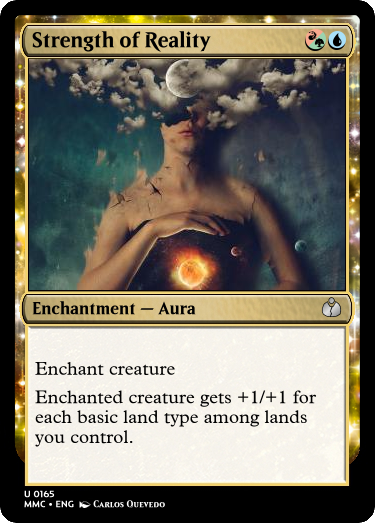 Strength of Reality
Enchantment — Aura
Enchant creature
Enchanted creature gets +1/+1 for
each basic land type among lands
you control.
U 0165
MMC • ENG Carlos Quevedo